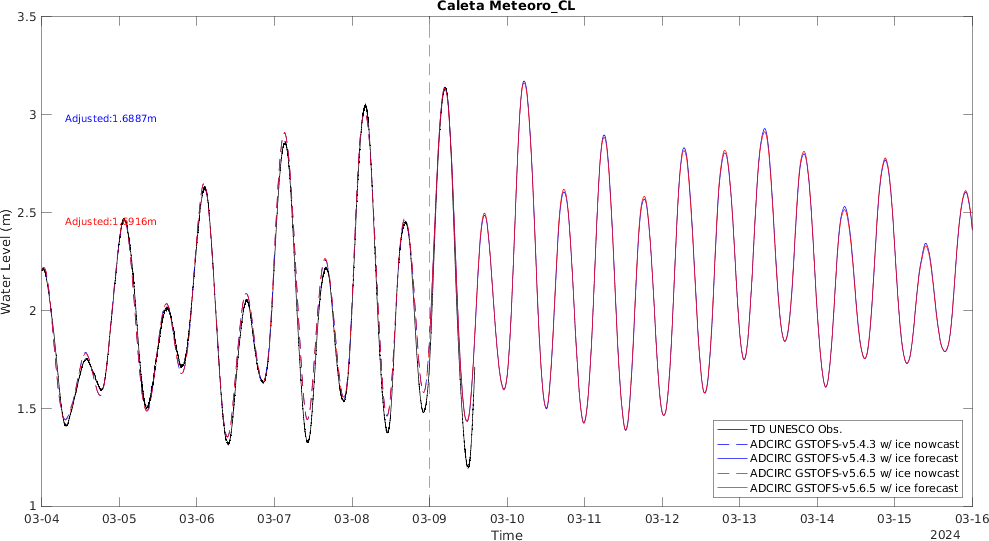 Caleta Meteoro_CL
3.5
3
2.5
2
1.5
1
Water Level (m)
Adjusted:1.6887m
Adjusted:1.6916m
TD UNESCO Obs.
ADCIRC GSTOFS-v5.4.3 w/ ice nowcast
ADCIRC GSTOFS-v5.4.3 w/ ice forecast
ADCIRC GSTOFS-v5.6.5 w/ ice nowcast
ADCIRC GSTOFS-v5.6.5 w/ ice forecast
03-04 03-05 03-06 03-07 03-08 03-09 03-10 03-11 03-12 03-13 03-14 03-15 03-16
Time
2024